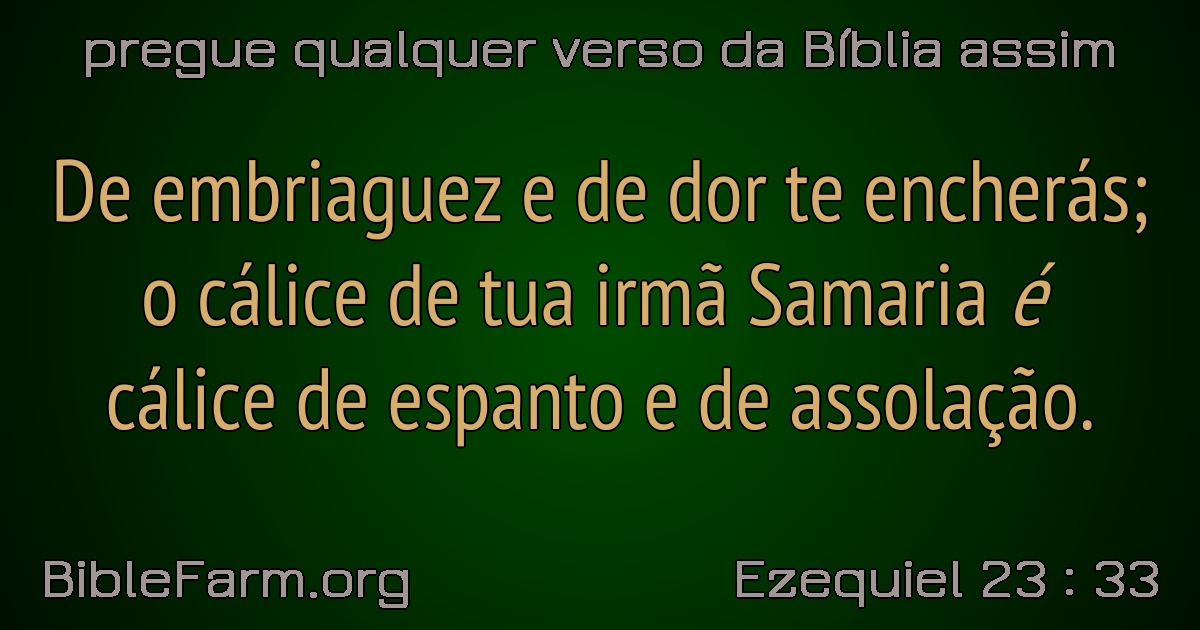 pregue qualquer verso da Bíblia assim
De embriaguez e de dor te encherás;
o cálice de tua irmã Samaria é
cálice de espanto e de assolação.
BibleFarm.org
Ezequiel 23 : 33